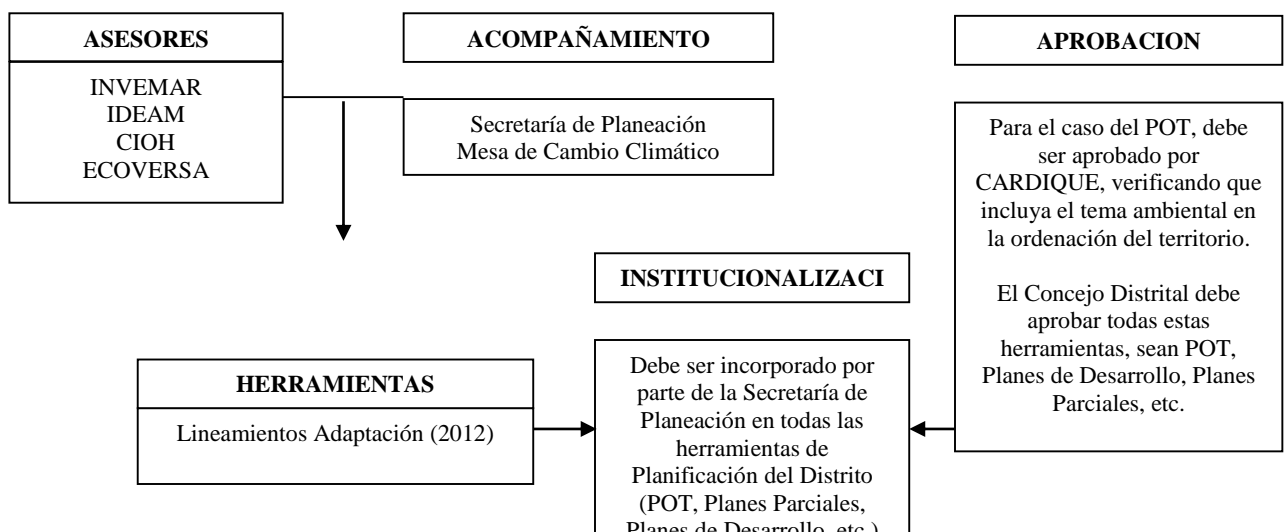 ASESORES
INVEMAR
IDEAM
CIOH
ECOVERSA
ACOMPAÑAMIENTO
Secretaría de Planeación
Mesa de Cambio Climático
APROBACION
Para el caso del POT, debe
ser aprobado por
CARDIQUE, verificando que
incluya el tema ambiental en
la ordenación del territorio.
El Concejo Distrital debe
aprobar todas estas
herramientas, sean POT,
Planes de Desarrollo, Planes
Parciales, etc.
INSTITUCIONALIZACI
HERRAMIENTAS
Lineamientos Adaptación (2012)
Debe ser incorporado por
parte de la Secretaría de
Planeación en todas las
herramientas de
Planificación del Distrito
(POT, Planes Parciales,
Planes de Desarrollo, etc.)